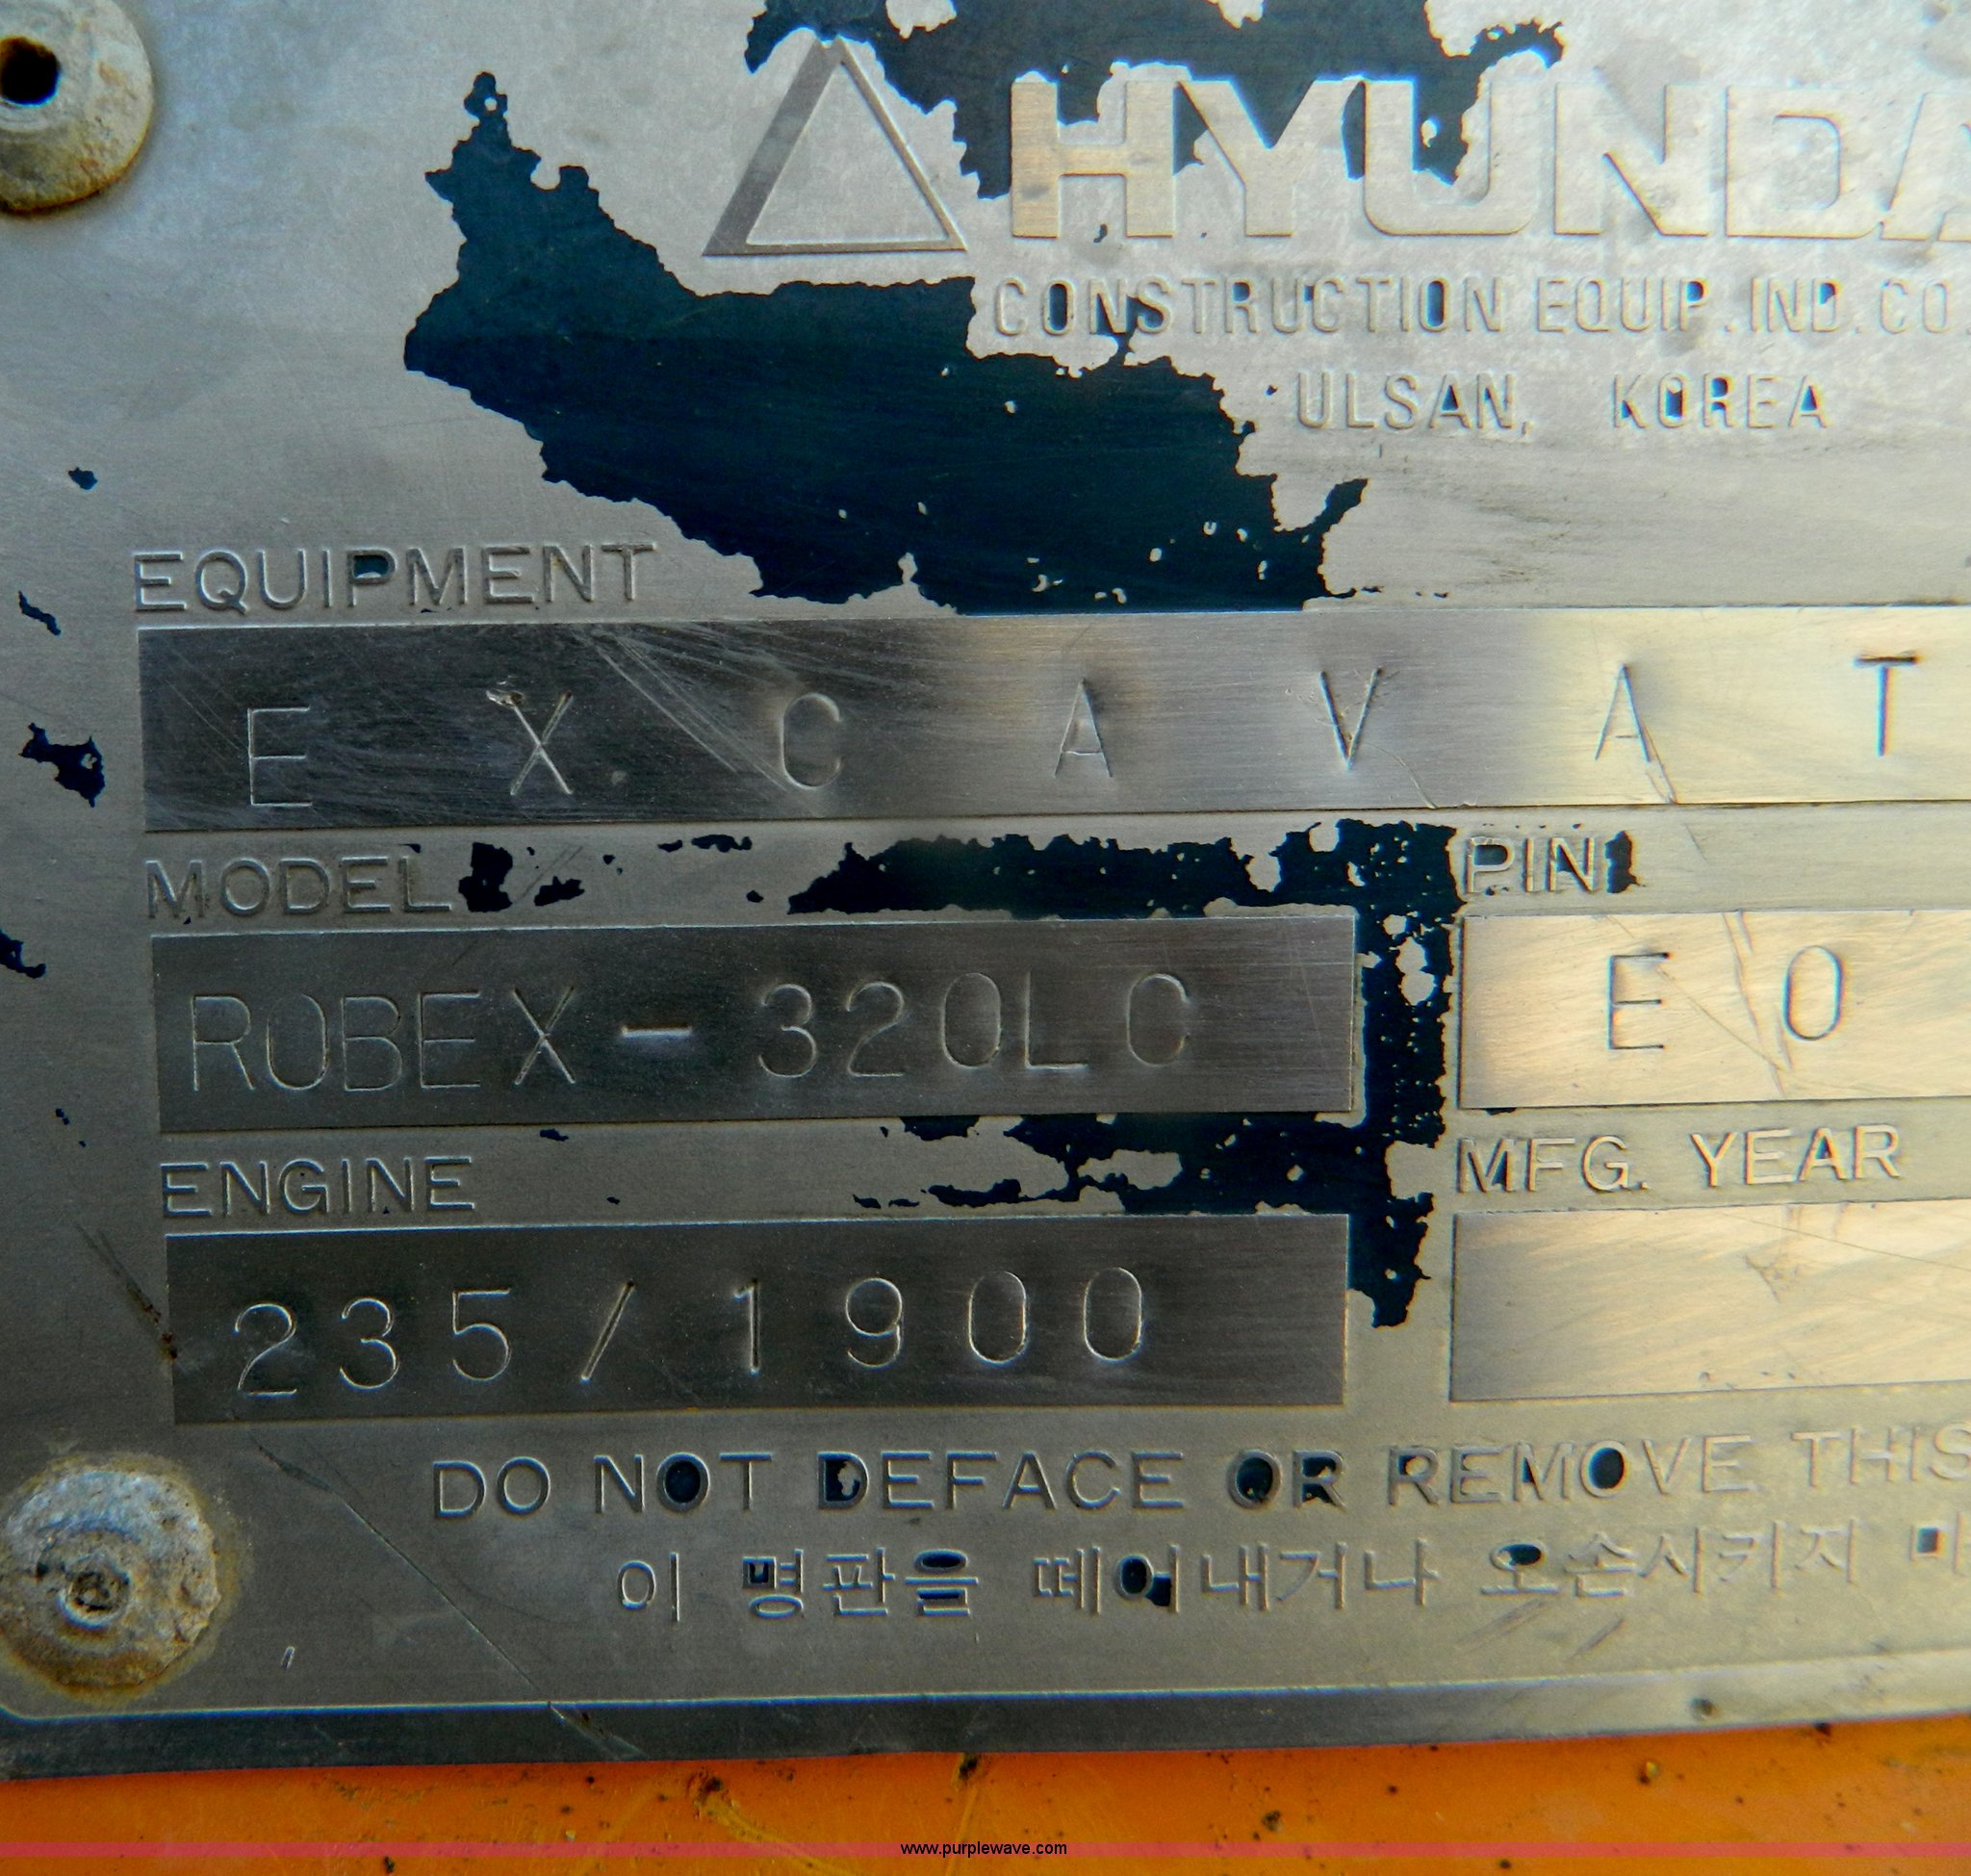 HYUNDA
CONSTRUCTION EQUIP. IND. CO.
ULSAN, KOREA
EQUIPMENT
E X C A V A T
MODEL
PIN
ROBEX-320LC
E 0
ENGINE
MFG. YEAR
235/1900
DO NOT DEFACE OR REMOVE THIS
이 명판을 떼어내거나 오손시키지 마
www.purplewave.com